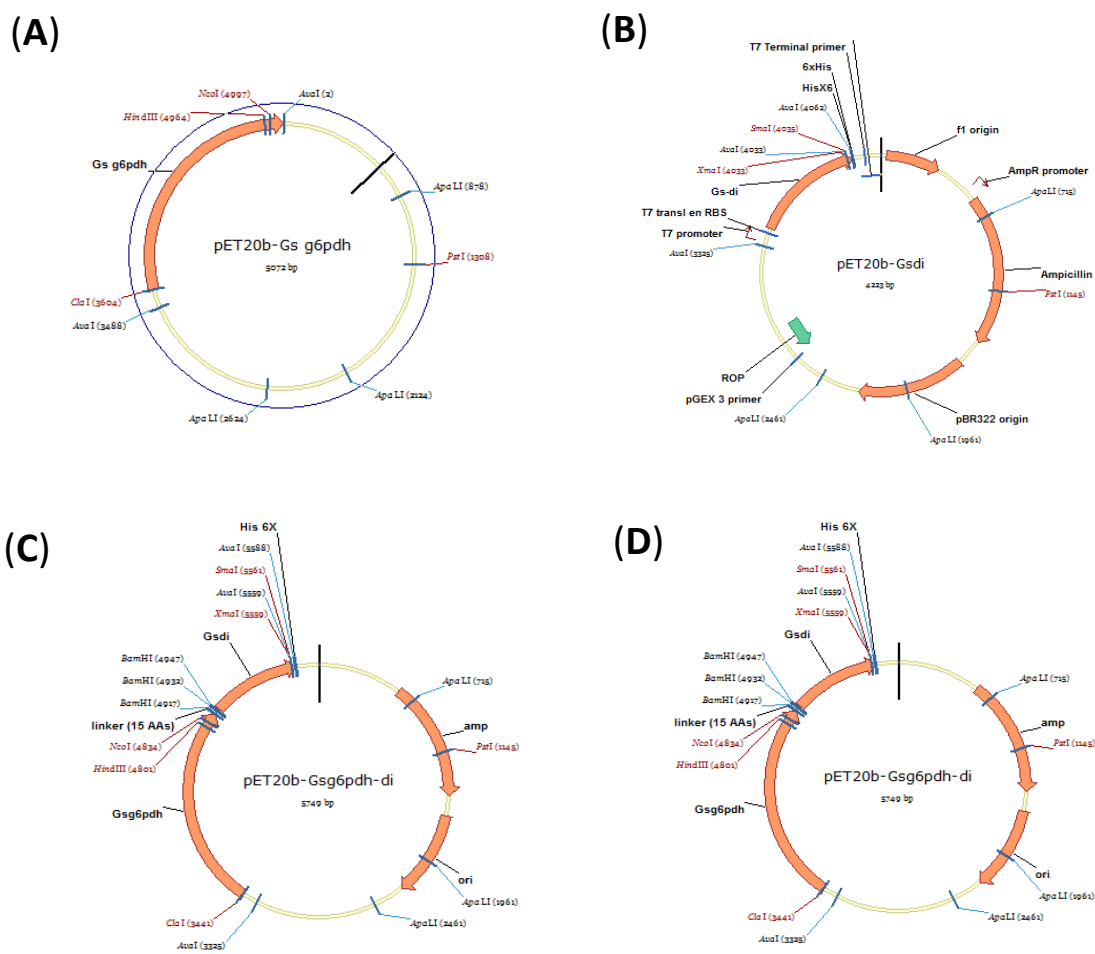 (A)
NcoI (4997)
AvaI (2)
HindIII (4964)
Gs g6pdh
ApaLI (878)
pET20b-Gs g6pdh
5072 bp
PstI (1308)
ClaI (3604)
AvaI (3488)
ApaLI (2124)
ApaLI (2624)
(B)
T7 Terminal primer
6xHis
HisX6
AvaI (4062)
SmaI (4035)
AvaI (4033)
XmaI (4033)
Gs-di
T7 transl en RBS
T7 promoter
AvaI (3325)
f1 origin
AmpR promoter
ApaLI (715)
pET20b-Gsdi
4223 bp
Ampicillin
PstI (1145)
ROP
pGEX 3 primer
ApaLI (2461)
pBR322 origin
ApaLI (1961)
(C)
His 6X
AvaI (5588)
SmaI (5561)
AvaI (5559)
XmaI (5559)
Gsdi
BamHI (4947)
BamHI (4932)
BamHI (4917)
linker (15 AAs)
NcoI (4834)
HindIII (4801)
ApaLI (715)
amp
PstI (1145)
pET20b-Gsg6pdh-di
5749 bp
Gsg6pdh
ori
ApaLI (1961)
ClaI (3441)
ApaLI (2461)
AvaI (3325)
(D)
His 6X
AvaI (5588)
SmaI (5561)
AvaI (5559)
XmaI (5559)
Gsdi
BamHI (4947)
BamHI (4932)
BamHI (4917)
linker (15 AAs)
NcoI (4834)
HindIII (4801)
ApaLI (715)
amp
PstI (1145)
pET20b-Gsg6pdh-di
5749 bp
Gsg6pdh
ori
ApaLI (1961)
ClaI (3441)
ApaLI (2461)
AvaI (3325)